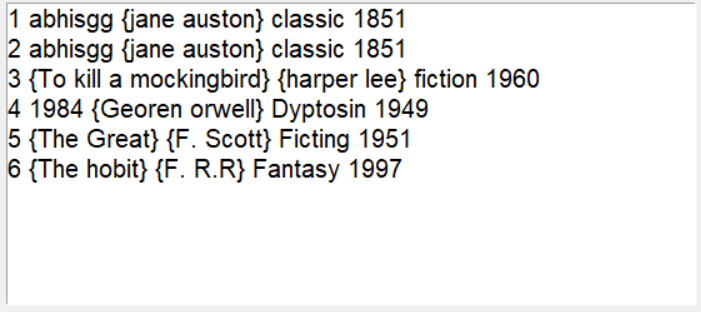 1 abhisgg {jane auston} classic 1851
2 abhisgg {jane auston} classic 1851
3 {To kill a mockingbird} {harper lee} fiction 1960
4 1984 {Georen orwell} Dyptosin 1949
5 {The Great} {F. Scott} Ficting 1951
6 {The hobit} {F. R.R} Fantasy 1997